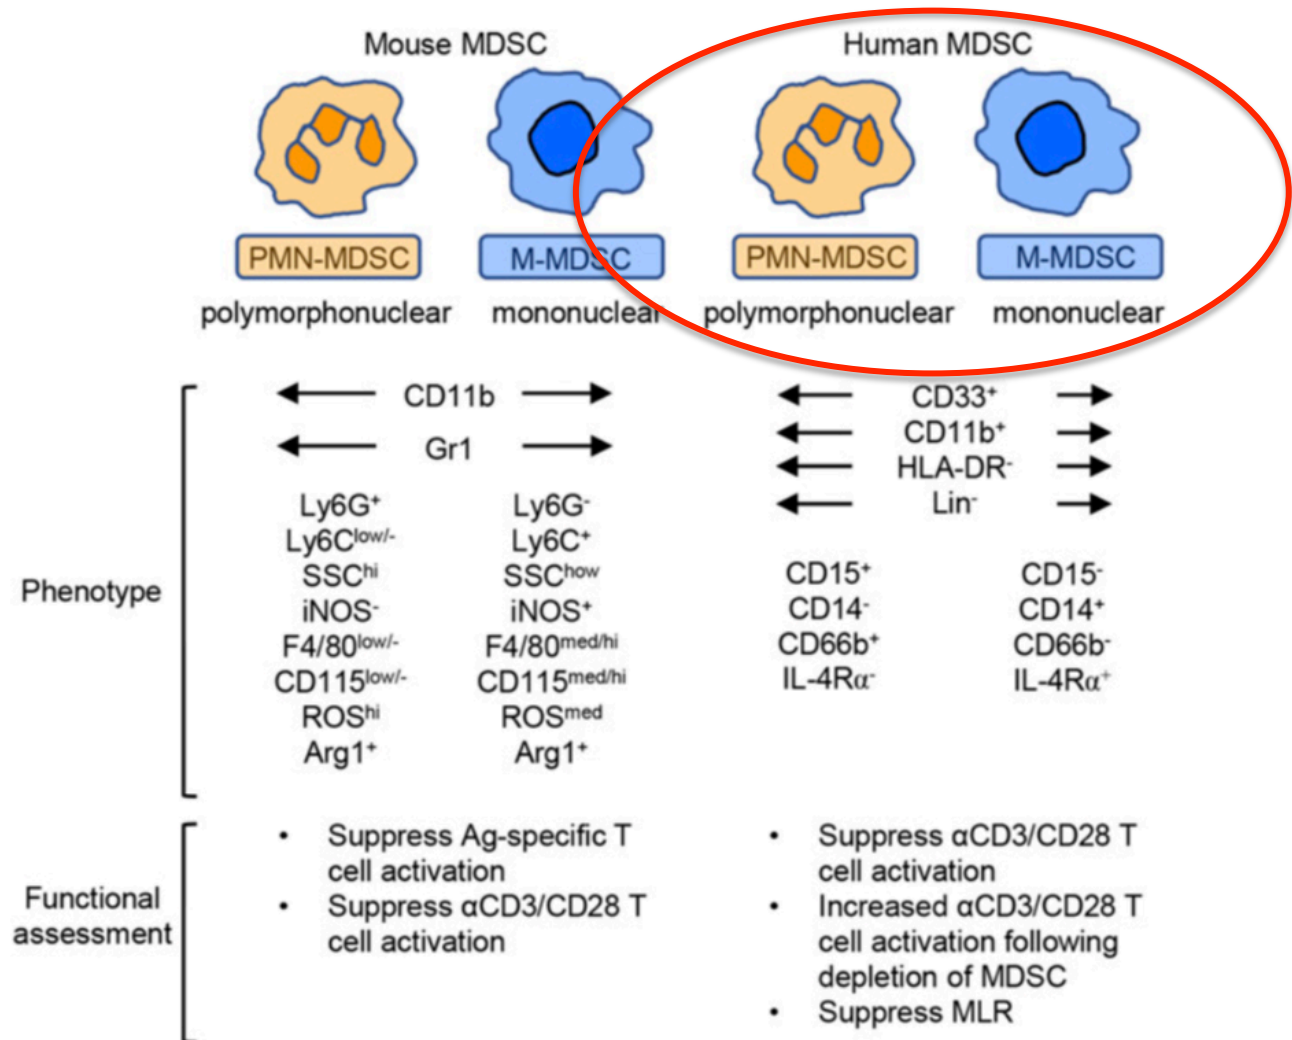 Mouse MDSC
Human MDSC
PMN-MDSC
M-MDSC
PMN-MDSC
M-MDSC
polymorphonuclear
mononuclear
polymorphonuclear
mononuclear
Phenotype
CD11b
Gr1
Ly6G⁺
Ly6Cˡᵒʷ/⁻
SSCʰⁱ
iNOS⁻
F4/80ˡᵒʷ/⁻
CD115ˡᵒʷ/⁻
ROSʰⁱ
Arg1⁺
Ly6G⁻
Ly6C⁺
SSCʰᵒʷ
iNOS⁺
F4/80ᵐᵉᵈ/ʰⁱ
CD115ᵐᵉᵈ/ʰⁱ
ROSᵐᵉᵈ
Arg1⁺
CD33⁺
CD11b⁺
HLA-DR⁻
Lin⁻
CD15⁺
CD14⁻
CD66b⁺
IL-4Rα⁻
CD15⁻
CD14⁺
CD66b⁻
IL-4Rα⁺
Functional
assessment
• Suppress Ag-specific T
cell activation
• Suppress αCD3/CD28 T
cell activation
• Suppress αCD3/CD28 T
cell activation
• Increased αCD3/CD28 T
cell activation following
depletion of MDSC
• Suppress MLR